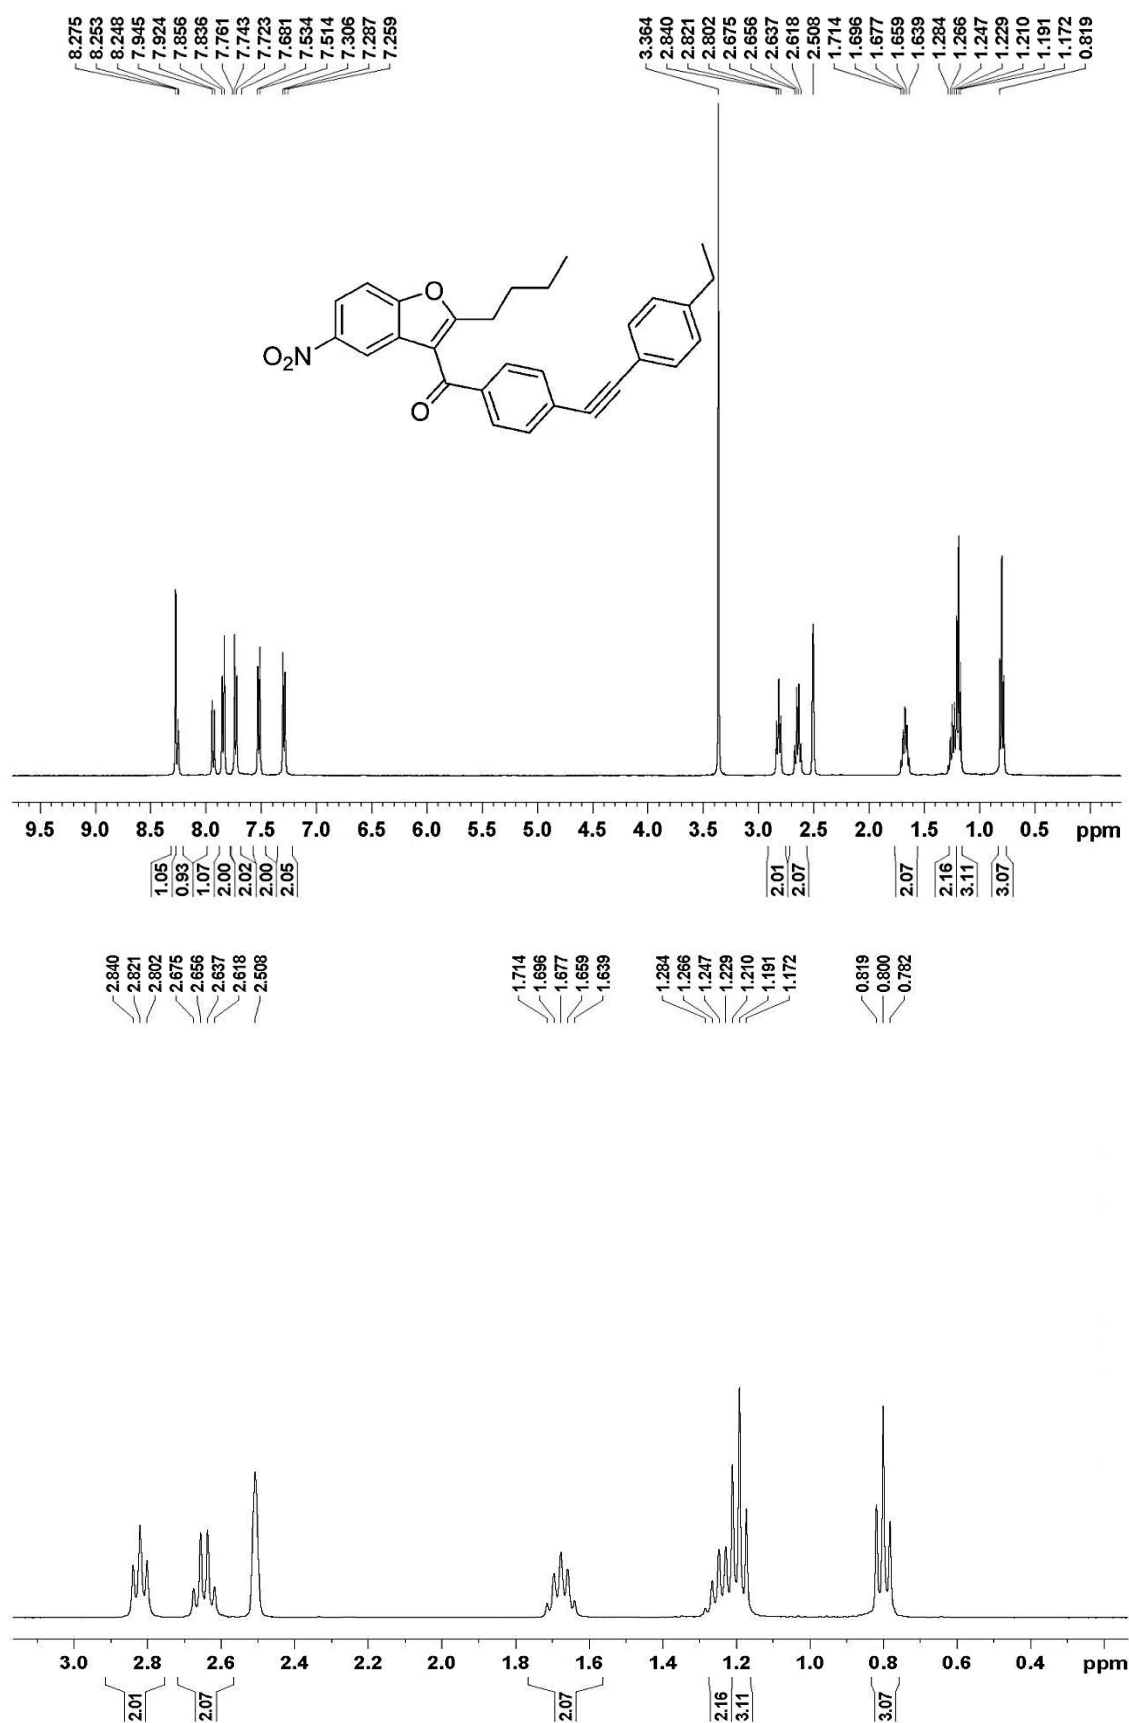 8.275 8.253 8.248 7.945 7.924 7.856 7.836 7.761 7.743 7.723 7.681 7.534 7.514 7.306 7.287 7.259 3.364 2.840 2.821 2.802 2.675 2.656 2.637 2.618 2.508 1.714 1.696 1.677 1.659 1.639 1.284 1.266 1.247 1.229 1.210 1.191 1.172 0.819
O
O₂N
O
9.5 9.0 8.5 8.0 7.5 7.0 6.5 6.0 5.5 5.0 4.5 4.0 3.5 3.0 2.5 2.0 1.5 1.0 0.5 ppm
1.05 0.93 1.07 2.00 2.02 2.00 2.05 2.01 2.07 2.07 2.16 3.11 3.07
2.840 2.821 2.802 2.675 2.656 2.637 2.618 2.508 1.714 1.696 1.677 1.659 1.639 1.284 1.266 1.247 1.229 1.210 1.191 1.172 0.819 0.800 0.782
3.0 2.8 2.6 2.4 2.2 2.0 1.8 1.6 1.4 1.2 1.0 0.8 0.6 0.4 ppm
2.01 2.07 2.07 2.16 3.11 3.07